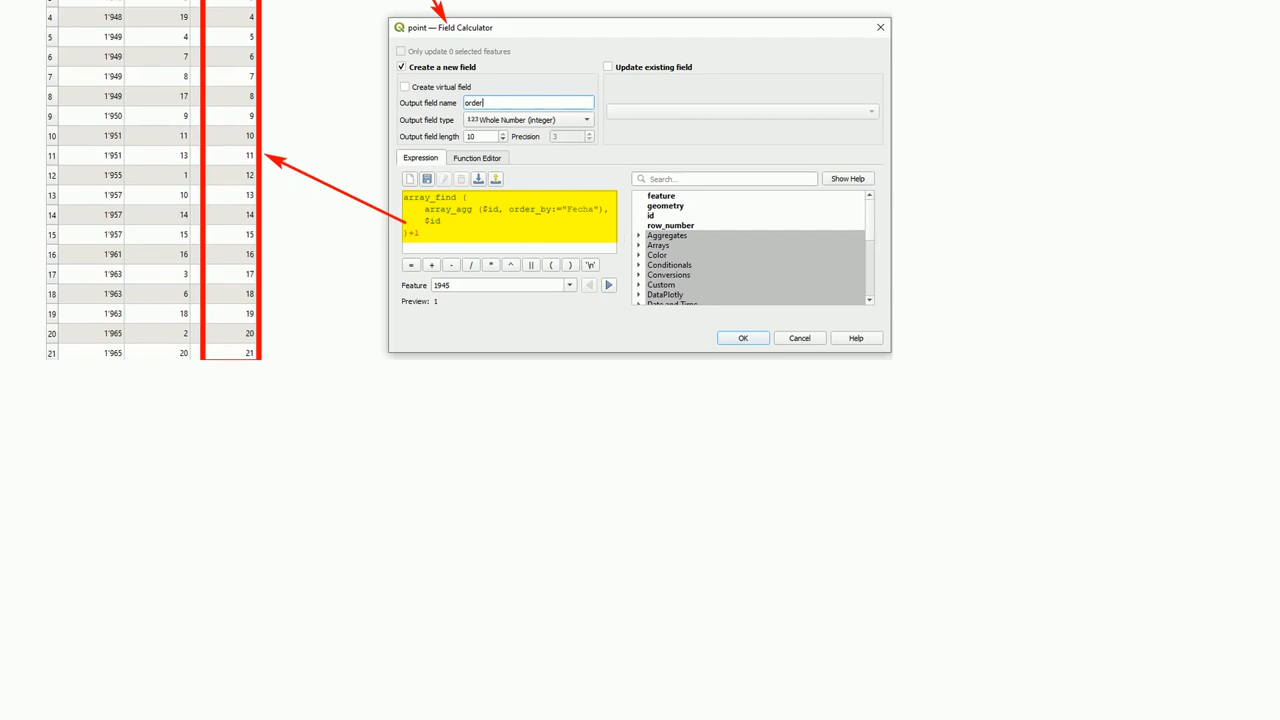 4 1'948 19 4
5 1'949 4 5
6 1'949 7 6
7 1'949 8 7
8 1'949 17 8
9 1'950 9 9
10 1'951 11 10
11 1'951 13 11
12 1'955 1 12
13 1'957 10 13
14 1'957 14 14
15 1'957 15 15
16 1'961 16 16
17 1'963 3 17
18 1'963 6 18
19 1'963 18 19
20 1'965 2 20
21 1'965 20 21
point — Field Calculator
Only update 0 selected features
Create a new field
Update existing field
Create virtual field
Output field name order
Output field type 123 Whole Number (integer)
Output field length 10 Precision 3
Expression Function Editor
array_find (
array_agg ($id, order_by:="Fecha"),
$id
)+1
= + - / * ^ || ( ) '\n'
Feature 1945
Preview: 1
Search... Show Help
feature
geometry
id
row_number
Aggregates
Arrays
Color
Conditionals
Conversions
Custom
DataPlotly
Date and Time
OK Cancel Help